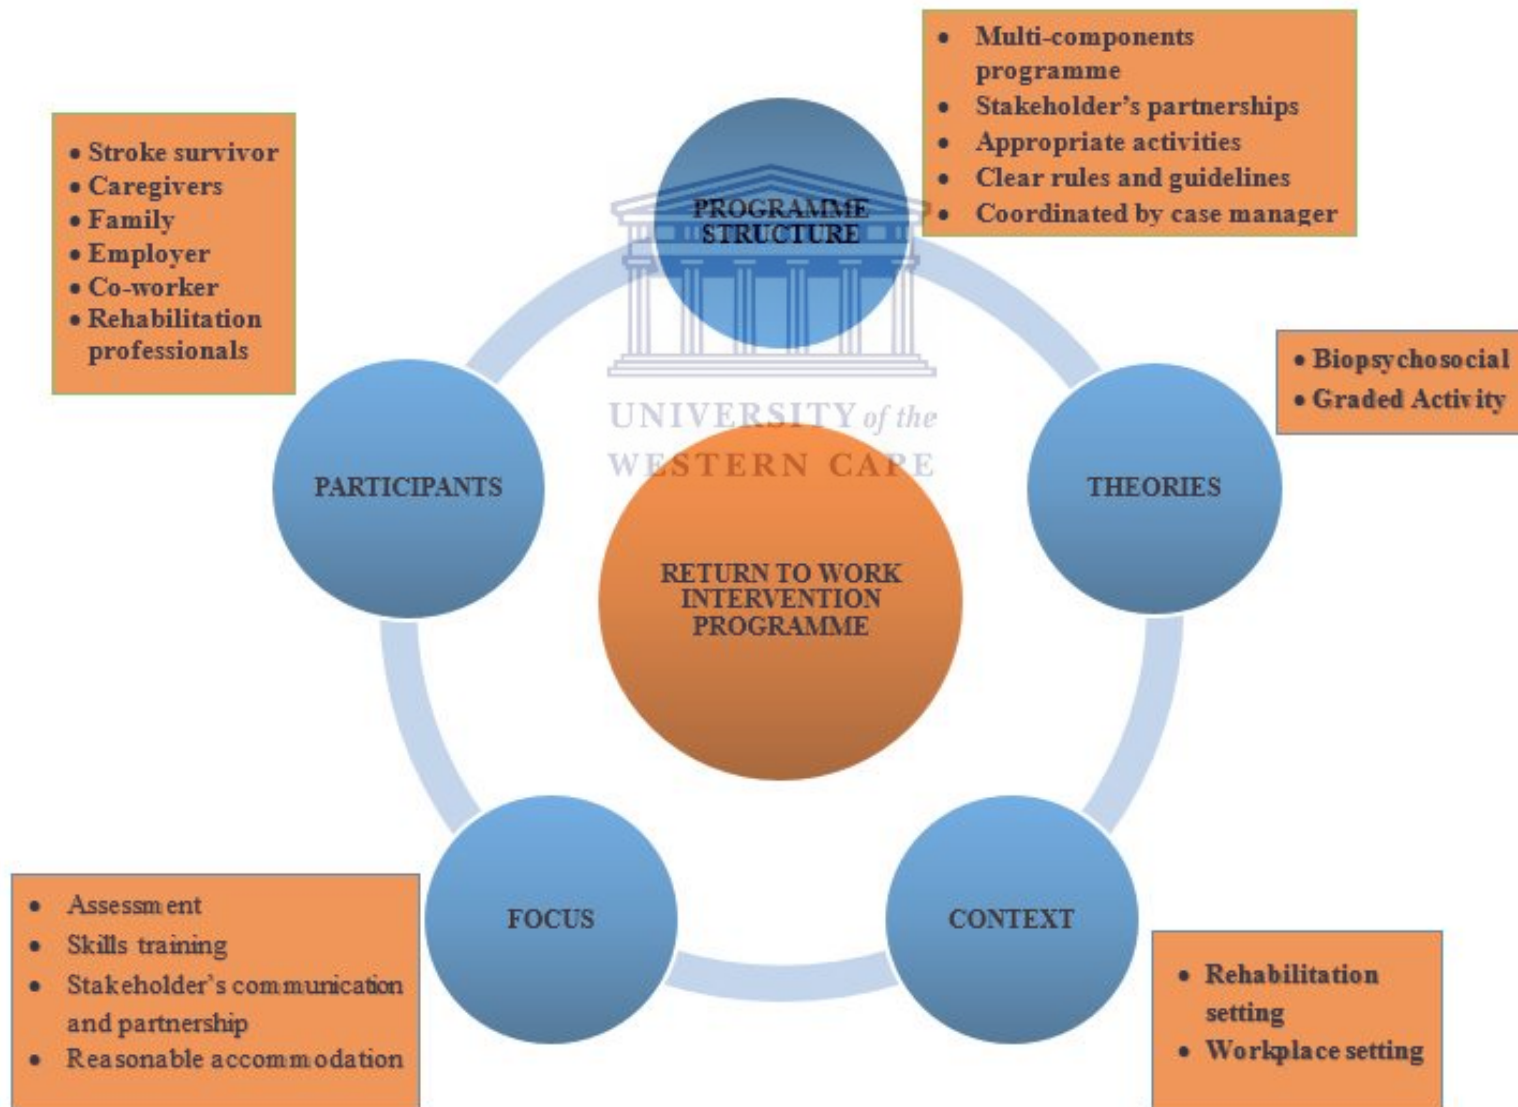 • Multi-components
programme
• Stakeholder’s partnerships
• Appropriate activities
• Clear rules and guidelines
• Coordinated by case manager
• Stroke survivor
• Caregivers
• Family
• Employer
• Co-worker
• Rehabilitation
professionals
PROGRAMME
STRUCTURE
• Biopsychosocial
• Graded Activity
UNIVERSITY of the
WESTERN CAPE
PARTICIPANTS
THEORIES
RETURN TO WORK
INTERVENTION
PROGRAMME
FOCUS
CONTEXT
• Assessment
• Skills training
• Stakeholder’s communication
and partnership
• Reasonable accommodation
• Rehabilitation
setting
• Workplace setting